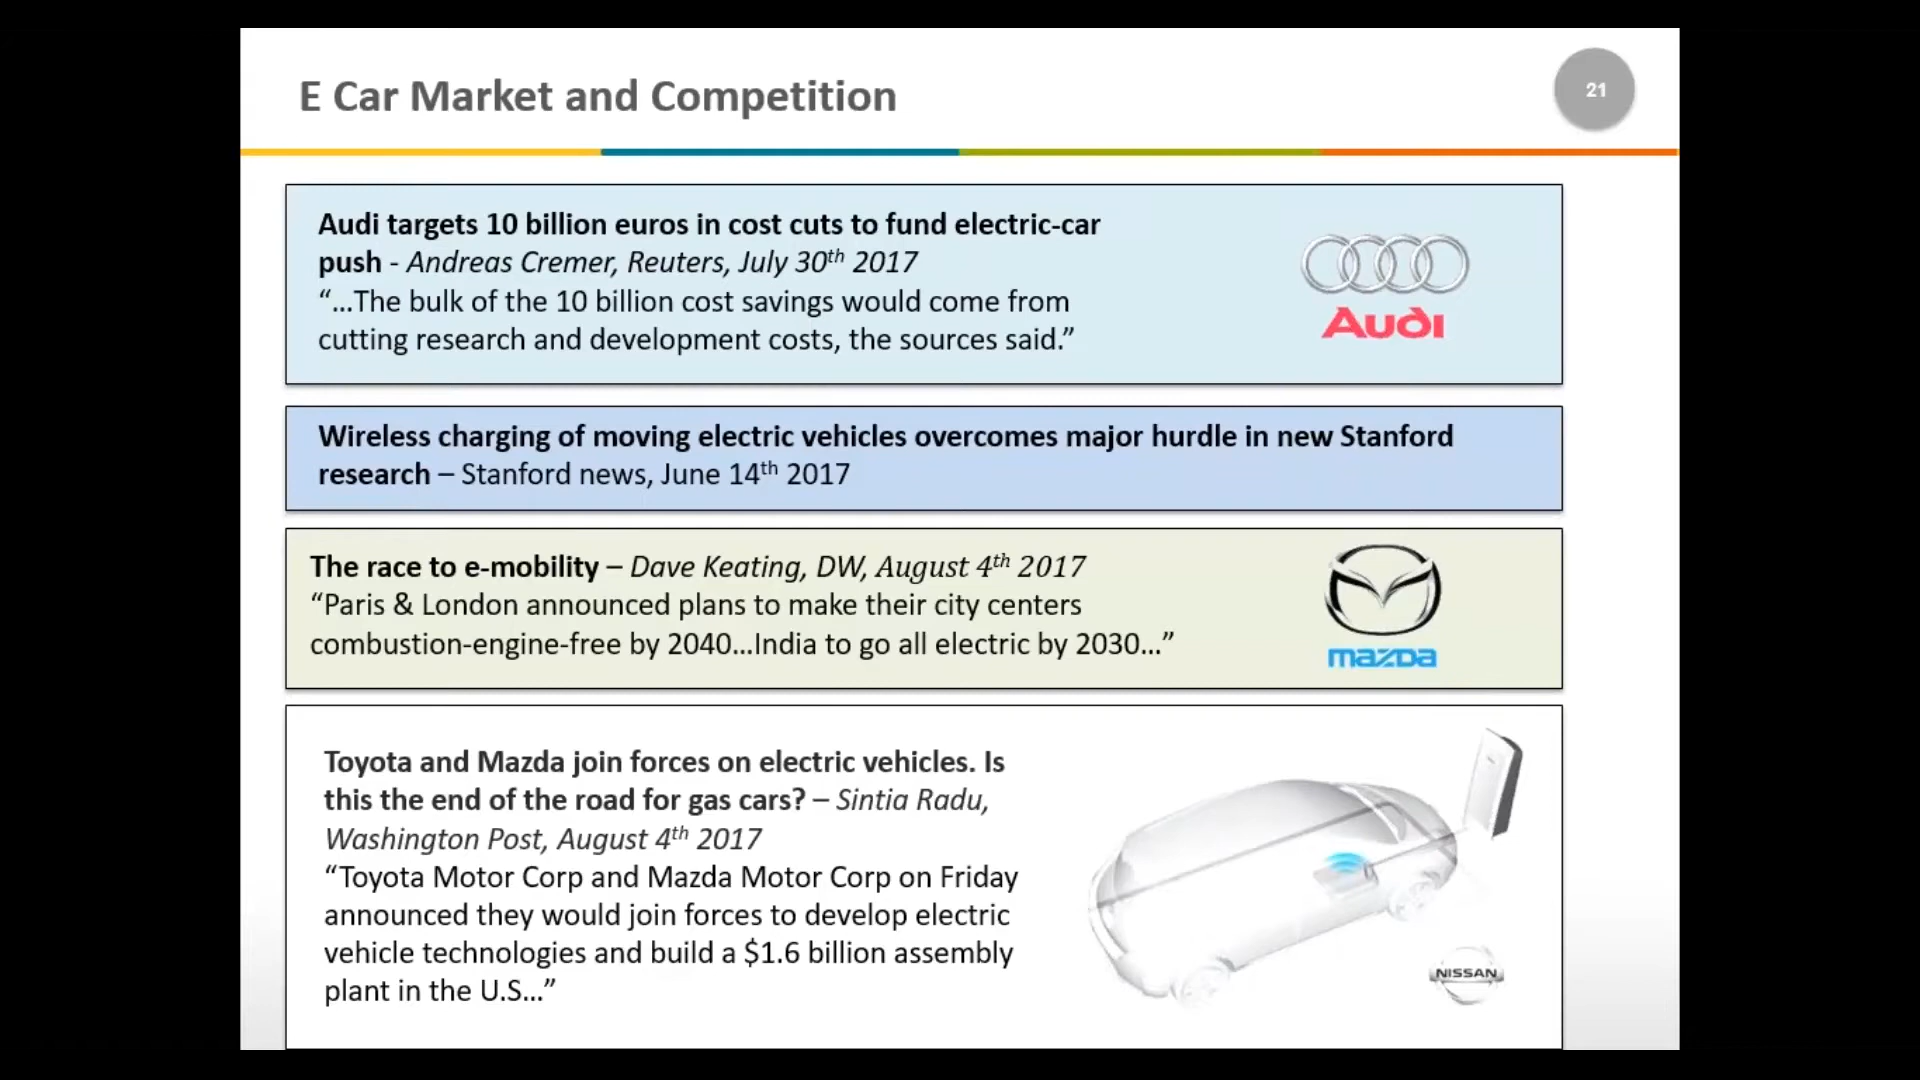 E Car Market and Competition
21
Audi targets 10 billion euros in cost cuts to fund electric-car
push - Andreas Cremer, Reuters, July 30th 2017
“...The bulk of the 10 billion cost savings would come from
cutting research and development costs, the sources said.”
Audi
Wireless charging of moving electric vehicles overcomes major hurdle in new Stanford
research – Stanford news, June 14th 2017
The race to e-mobility – Dave Keating, DW, August 4th 2017
“Paris & London announced plans to make their city centers
combustion-engine-free by 2040...India to go all electric by 2030...”
mazda
Toyota and Mazda join forces on electric vehicles. Is
this the end of the road for gas cars? – Sintia Radu,
Washington Post, August 4th 2017
“Toyota Motor Corp and Mazda Motor Corp on Friday
announced they would join forces to develop electric
vehicle technologies and build a $1.6 billion assembly
plant in the U.S...”
NISSAN